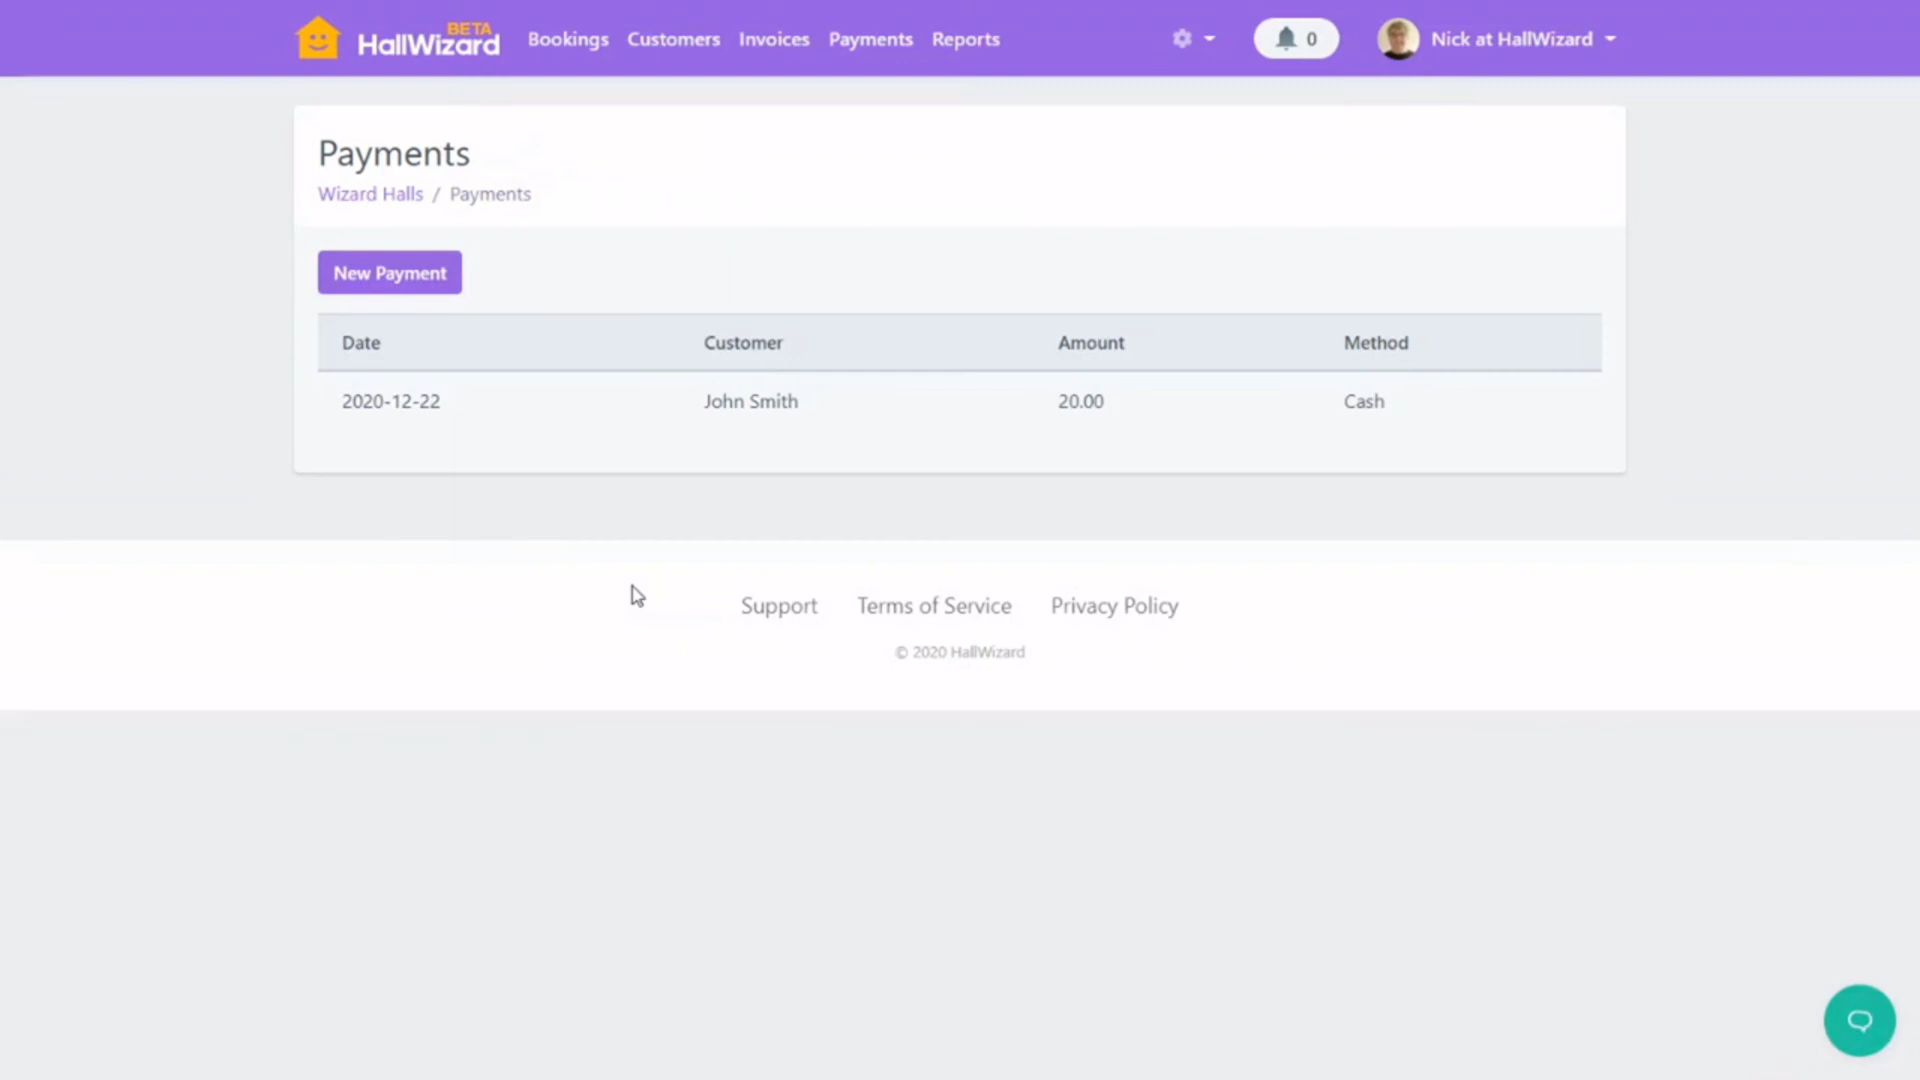 BETA
HallWizard Bookings Customers Invoices Payments Reports 0 Nick at HallWizard
Payments
Wizard Halls / Payments
New Payment
Date Customer Amount Method
2020-12-22 John Smith 20.00 Cash
Support Terms of Service Privacy Policy
© 2020 HallWizard